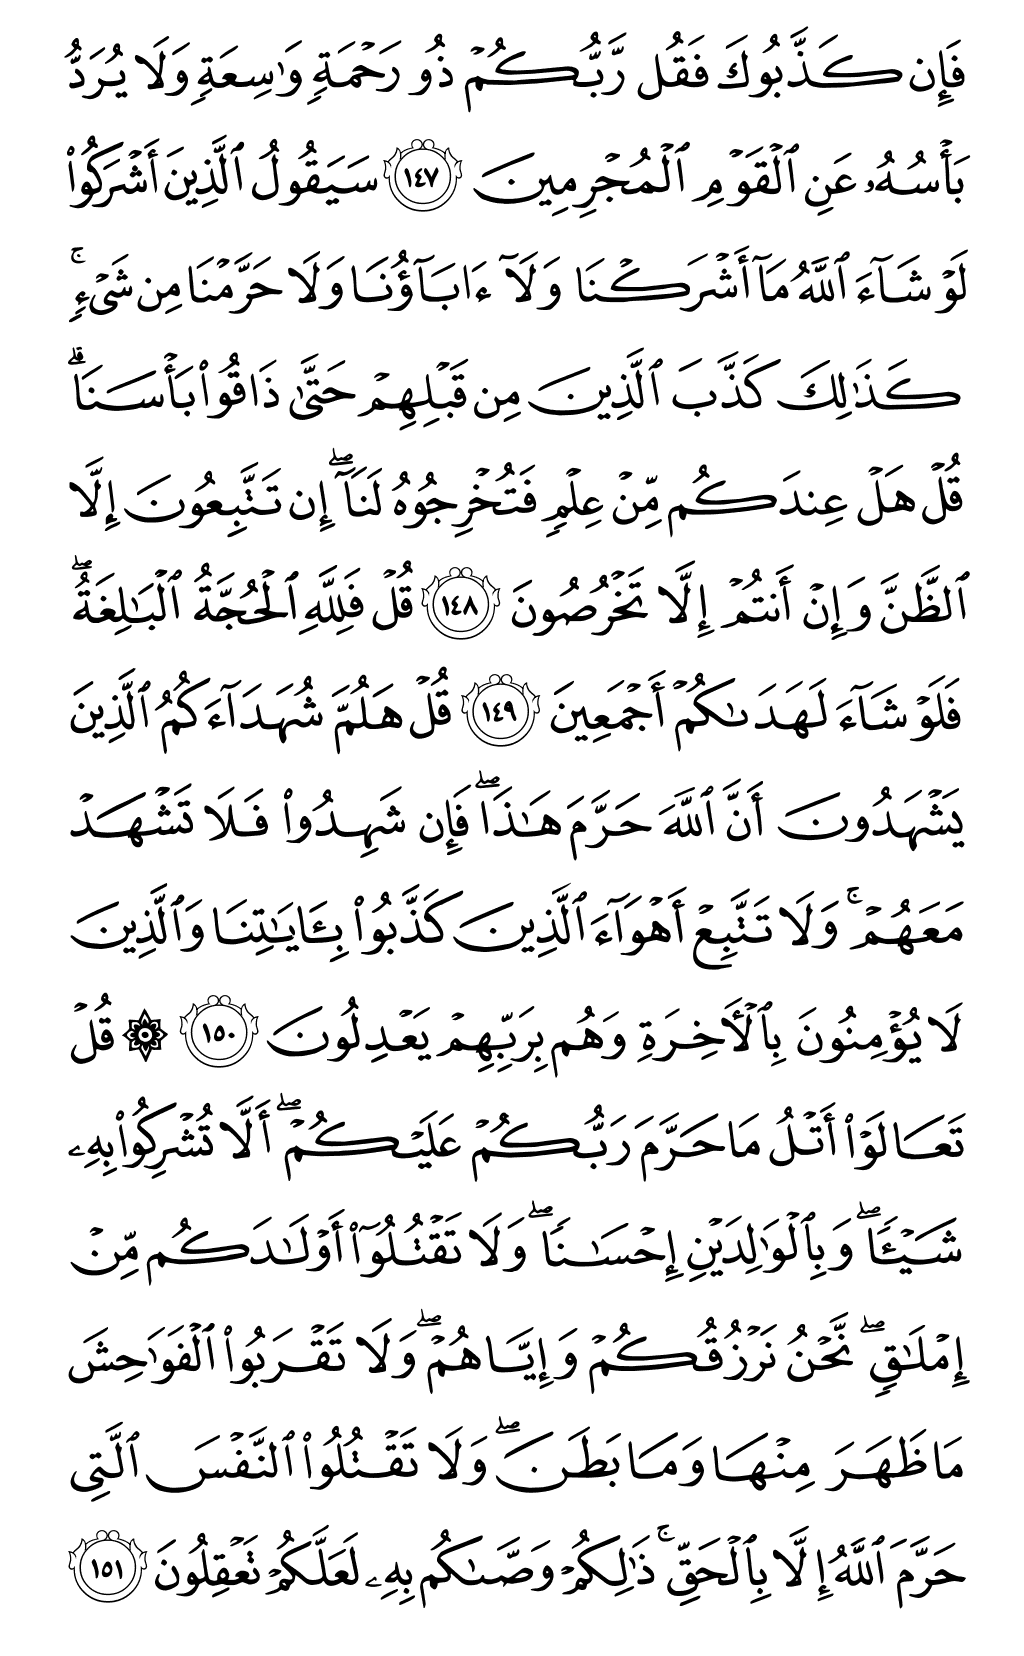 فَإِن كَذَّبُوكَ فَقُل رَّبُّكُمْ ذُو رَحْمَةٍ وَٰسِعَةٍ وَلَا يُرَدُّ
بَأْسُهُۥ عَنِ ٱلْقَوْمِ ٱلْمُجْرِمِينَ ١٤٧ سَيَقُولُ ٱلَّذِينَ أَشْرَكُوا۟
لَوْ شَآءَ ٱللَّهُ مَآ أَشْرَكْنَا وَلَآ ءَابَآؤُنَا وَلَا حَرَّمْنَا مِن شَىْءٍ ۚ
كَذَٰلِكَ كَذَّبَ ٱلَّذِينَ مِن قَبْلِهِمْ حَتَّىٰ ذَاقُوا۟ بَأْسَنَا ۗ
قُلْ هَلْ عِندَكُم مِّنْ عِلْمٍ فَتُخْرِجُوهُ لَنَآ ۖ إِن تَتَّبِعُونَ إِلَّا
ٱلظَّنَّ وَإِنْ أَنتُمْ إِلَّا تَخْرُصُونَ ١٤٨ قُلْ فَلِلَّهِ ٱلْحُجَّةُ ٱلْبَٰلِغَةُ ۖ
فَلَوْ شَآءَ لَهَدَىٰكُمْ أَجْمَعِينَ ١٤٩ قُلْ هَلُمَّ شُهَدَآءَكُمُ ٱلَّذِينَ
يَشْهَدُونَ أَنَّ ٱللَّهَ حَرَّمَ هَٰذَا ۖ فَإِن شَهِدُوا۟ فَلَا تَشْهَدْ
مَعَهُمْ ۚ وَلَا تَتَّبِعْ أَهْوَآءَ ٱلَّذِينَ كَذَّبُوا۟ بِـَٔايَٰتِنَا وَٱلَّذِينَ
لَا يُؤْمِنُونَ بِٱلْـَٔاخِرَةِ وَهُم بِرَبِّهِمْ يَعْدِلُونَ ١٥٠ ۞ قُلْ
تَعَالَوْا۟ أَتْلُ مَا حَرَّمَ رَبُّكُمْ عَلَيْكُمْ ۖ أَلَّا تُشْرِكُوا۟ بِهِۦ
شَيْـًٔا ۖ وَبِٱلْوَٰلِدَيْنِ إِحْسَٰنًا ۖ وَلَا تَقْتُلُوٓا۟ أَوْلَٰدَكُم مِّنْ
إِمْلَٰقٍ ۖ نَّحْنُ نَرْزُقُكُمْ وَإِيَّاهُمْ ۖ وَلَا تَقْرَبُوا۟ ٱلْفَوَٰحِشَ
مَا ظَهَرَ مِنْهَا وَمَا بَطَنَ ۖ وَلَا تَقْتُلُوا۟ ٱلنَّفْسَ ٱلَّتِى
حَرَّمَ ٱللَّهُ إِلَّا بِٱلْحَقِّ ۚ ذَٰلِكُمْ وَصَّىٰكُم بِهِۦ لَعَلَّكُمْ تَعْقِلُونَ ١٥١